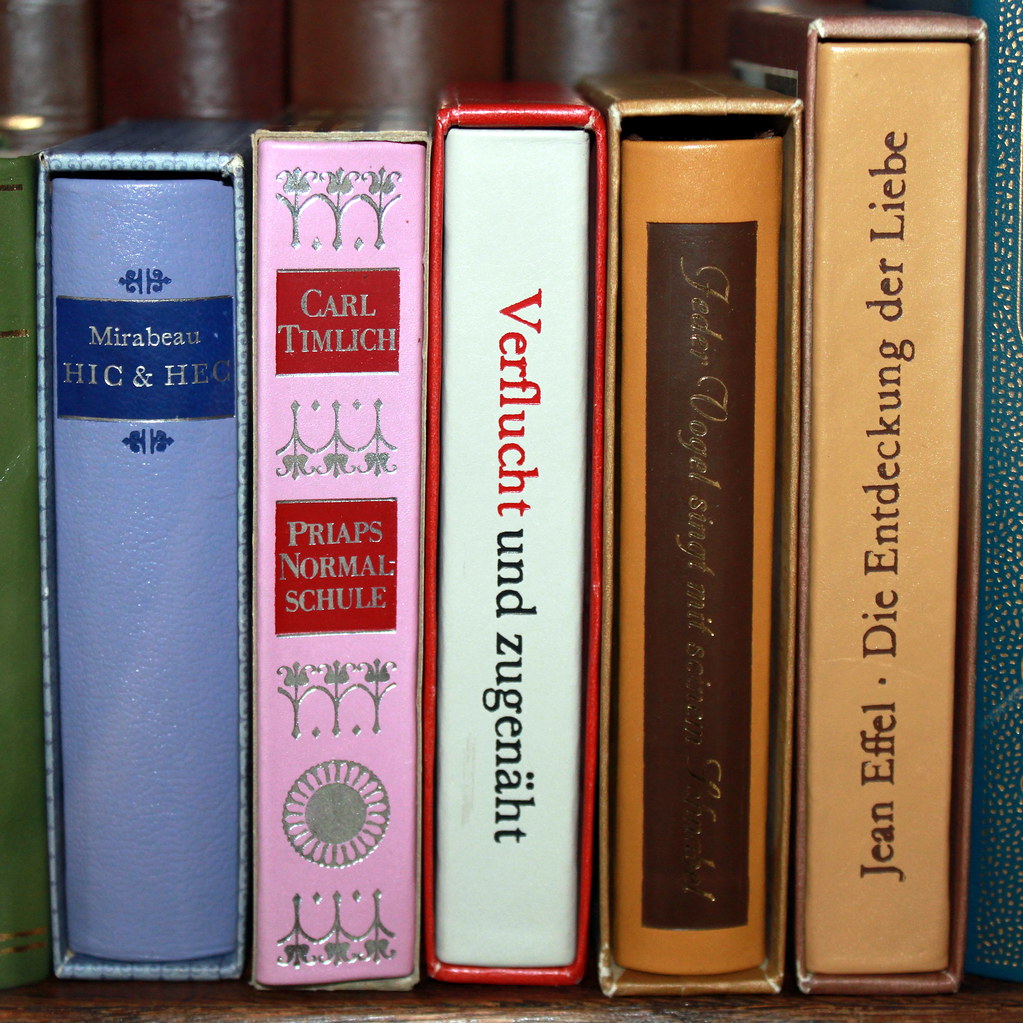 Mirabeau
HIC & HEC
CARL
TIMLICH
PRIAPS
NORMAL-
SCHULE
Verflucht und zugenäht
Jeder Vogel singt mit seinem Schnabel
Jean Effel · Die Entdeckung der Liebe